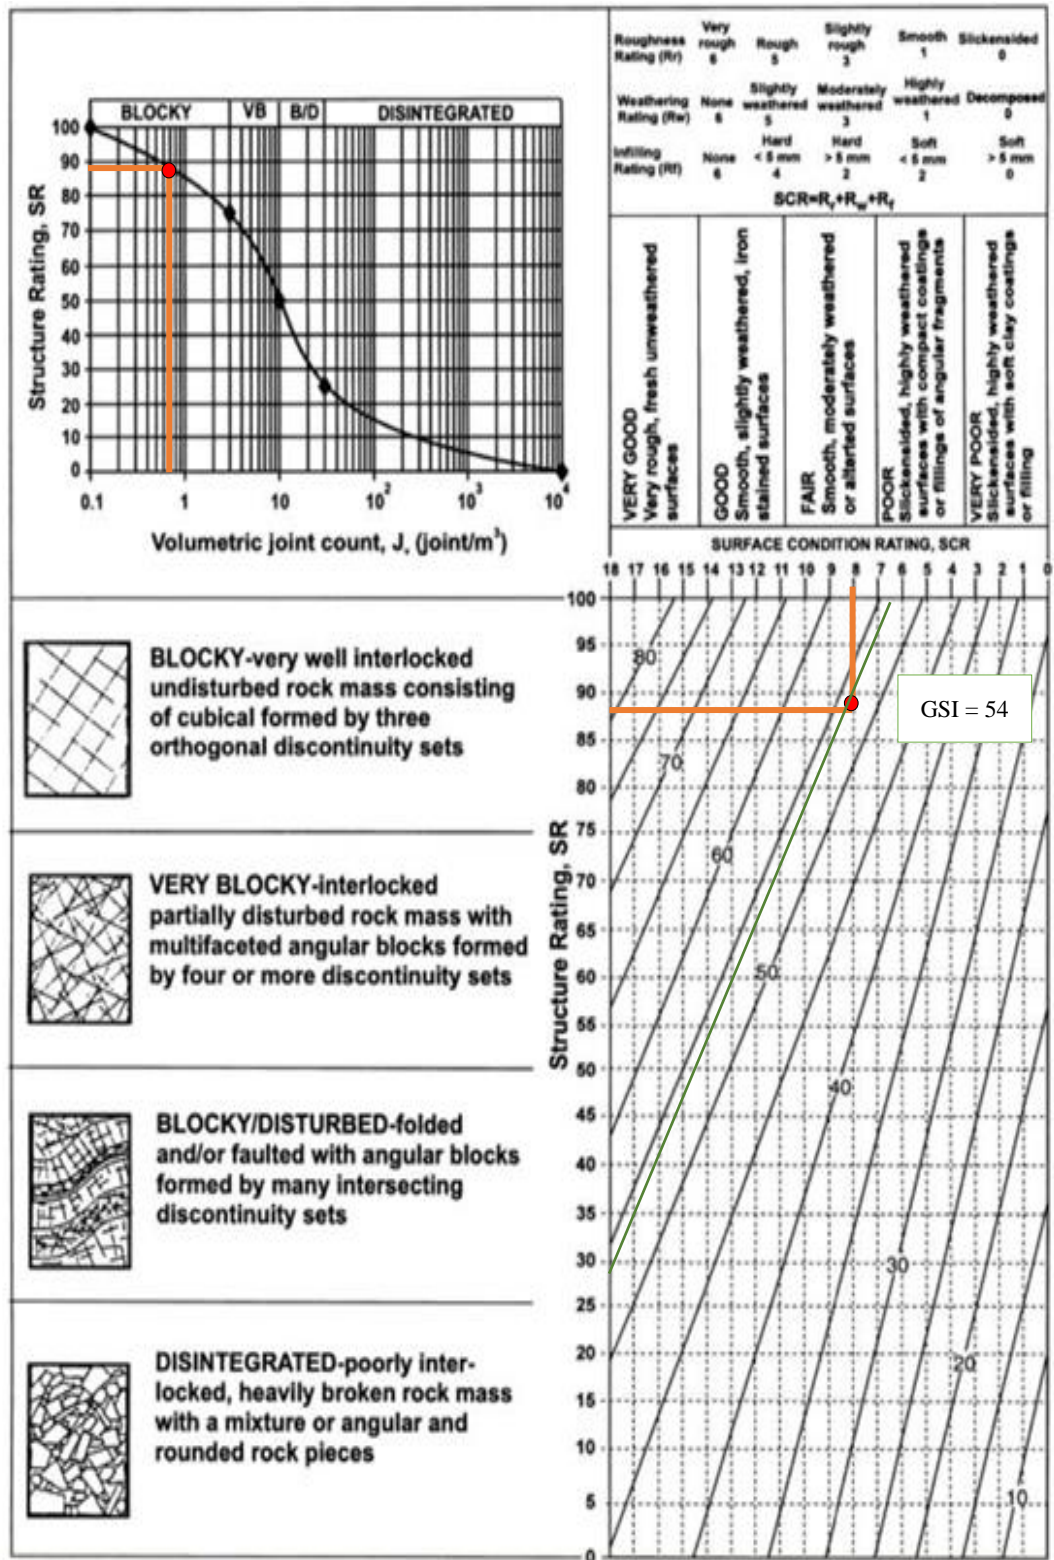 Roughness Rating (Rr)
Very rough 6
Rough 5
Slightly rough 3
Smooth 1
Slickensided 0
Weathering Rating (Rw)
None 6
Slightly weathered 5
Moderately weathered 3
Highly weathered 1
Decomposed 0
Infilling Rating (Rf)
None 6
Hard < 5 mm 4
Hard > 5 mm 2
Soft < 5 mm 2
Soft > 5 mm 0
SCR=Rr+Rw+Rf
BLOCKY VB B/D DISINTEGRATED
Structure Rating, SR
100
90
80
70
60
50
40
30
20
10
0
0.1 1 10 10² 10³ 10⁴
Volumetric joint count, J, (joint/m³)
VERY GOOD
Very rough, fresh unweathered
surfaces
GOOD
Smooth, slightly weathered, iron
stained surfaces
FAIR
Smooth, moderately weathered
or alterted surfaces
POOR
Slickensided, highly weathered
surfaces with compact coatings
or fillings of angular fragments
VERY POOR
Slickensided, highly weathered
surfaces with soft clay coatings
or filling
SURFACE CONDITION RATING, SCR
18 17 16 15 14 13 12 11 10 9 8 7 6 5 4 3 2 1 0
BLOCKY-very well interlocked
undisturbed rock mass consisting
of cubical formed by three
orthogonal discontinuity sets
VERY BLOCKY-interlocked
partially disturbed rock mass with
multifaceted angular blocks formed
by four or more discontinuity sets
BLOCKY/DISTURBED-folded
and/or faulted with angular blocks
formed by many intersecting
discontinuity sets
DISINTEGRATED-poorly inter-
locked, heavily broken rock mass
with a mixture or angular and
rounded rock pieces
Structure Rating, SR
100
95
90
85
80
75
70
65
60
55
50
45
40
35
30
25
20
15
10
5
0
80
70
60
50
40
30
20
10
GSI = 54